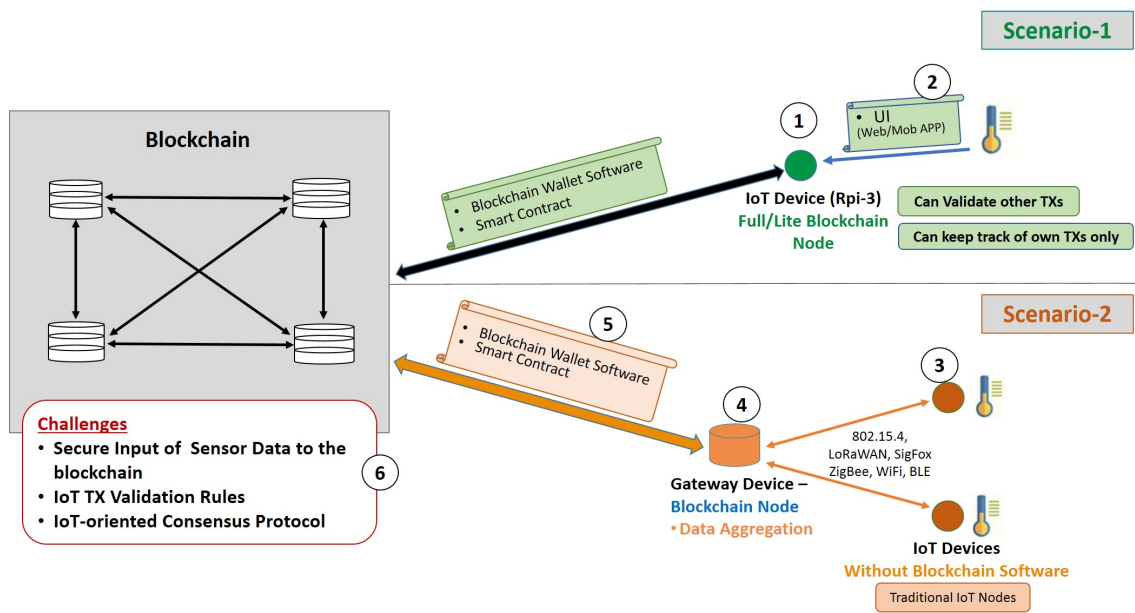 Scenario-1
2
• UI
(Web/Mob APP)
1
Blockchain
• Blockchain Wallet Software
• Smart Contract
IoT Device (Rpi-3)
Full/Lite Blockchain
Node
Can Validate other TXs
Can keep track of own TXs only
Scenario-2
5
• Blockchain Wallet Software
• Smart Contract
3
4
802.15.4,
LoRaWAN, SigFox
ZigBee, WiFi, BLE
Gateway Device –
Blockchain Node
• Data Aggregation
IoT Devices
Without Blockchain Software
Traditional IoT Nodes
Challenges
• Secure Input of Sensor Data to the
blockchain
• IoT TX Validation Rules
• IoT-oriented Consensus Protocol
6